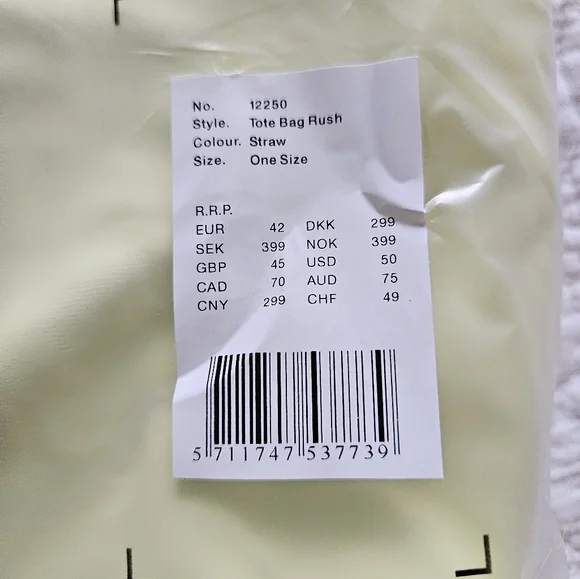 No. 12250
Style. Tote Bag Rush
Colour. Straw
Size. One Size
R.R.P.
EUR 42 DKK 299
SEK 399 NOK 399
GBP 45 USD 50
CAD 70 AUD 75
CNY 299 CHF 49
5 711747 537739